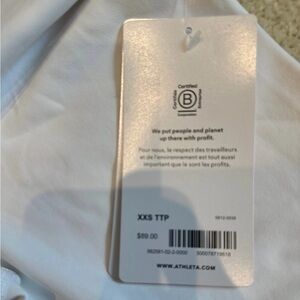 Certified
B
Corporation
We put people and planet
up there with profit.
Pour nous, le respect des travailleurs
et de l'environnement est tout aussi
important que le sont les profits.
XXS TTP
$89.00
WWW.ATHLETA.COM